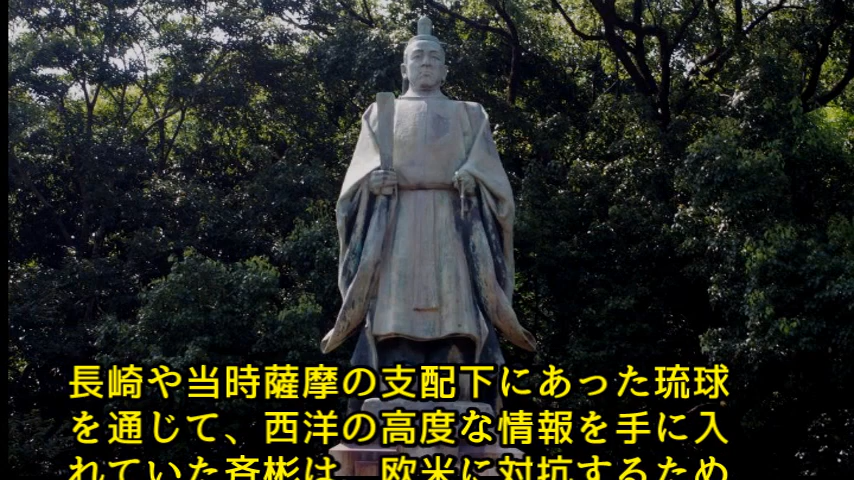 長崎や当時薩摩の支配下にあった琉球
を通じて、西洋の高度な情報を手に入
れていた斉彬は、欧米に対抗するため